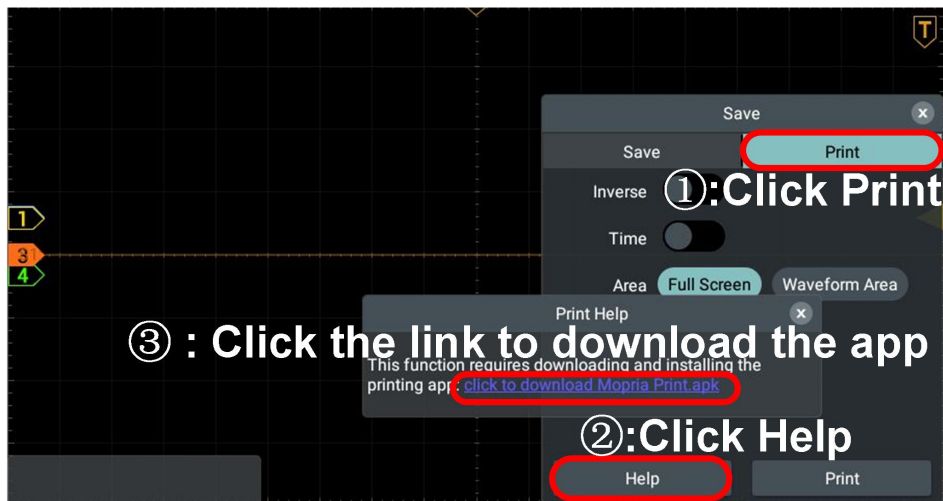 T
Save
x
Save
Print
Inverse
①:Click Print
1
Time
3
4
Area
Full Screen
Waveform Area
Print Help
x
③ : Click the link to download the app
This function requires downloading and installing the
printing app: click to download Mopria Print.apk
②:Click Help
Help
Print